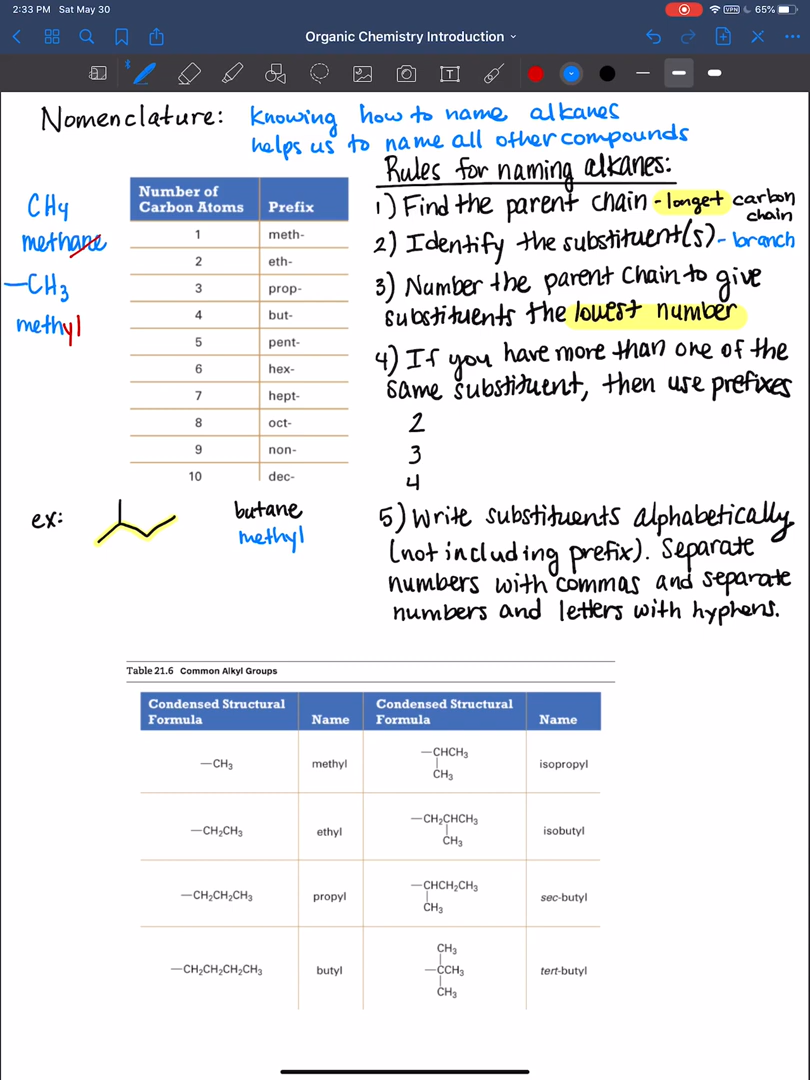 2:33 PM Sat May 30
VPN 65%
Organic Chemistry Introduction
Nomenclature: Knowing how to name alkanes
helps us to name all other compounds
CH4
methane
—CH3
methyl
Number of
Carbon Atoms
Prefix
1 meth-
2 eth-
3 prop-
4 but-
5 pent-
6 hex-
7 hept-
8 oct-
9 non-
10 dec-
Rules for naming alkanes:
1) Find the parent chain - longet carbon
chain
2) Identify the substituent(s) - branch
3) Number the parent chain to give
substituents the lowest number
4) If you have more than one of the
same substituent, then use prefixes
2
3
4
ex:
butane
methyl
5) Write substituents alphabetically
(not including prefix). Separate
numbers with commas and separate
numbers and letters with hyphens.
Table 21.6 Common Alkyl Groups
Condensed Structural
Formula
Name
Condensed Structural
Formula
Name
—CH3 methyl
—CHCH3
CH3
isopropyl
—CH2CH3 ethyl
—CH2CHCH3
CH3
isobutyl
—CH2CH2CH3 propyl
—CHCH2CH3
CH3
sec-butyl
—CH2CH2CH2CH3 butyl
CH3
—CCH3
CH3
tert-butyl